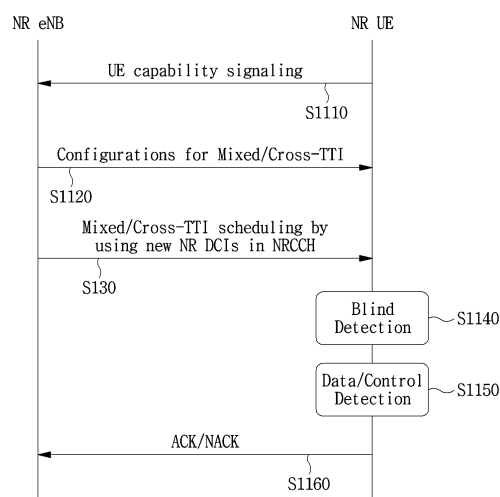 NR eNB
NR UE
UE capability signaling
S1110
Configurations for Mixed/Cross-TTI
S1120
Mixed/Cross-TTI scheduling by
using new NR DCIs in NRCCH
S130
Blind
Detection
S1140
Data/Control
Detection
S1150
ACK/NACK
S1160